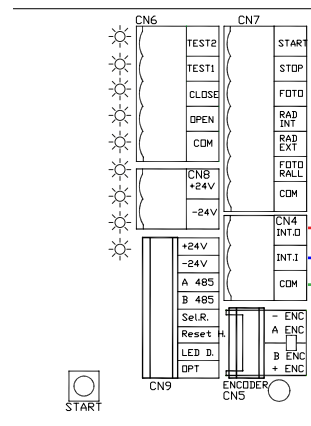 CN6
TEST2
TEST1
CLOSE
OPEN
COM
CN7
START
STOP
FOTO
RAD
INT
RAD
EXT
FOTO
RALL
COM
CN8
+24V
-24V
CN4
INT.O
INT.I
COM
+24V
-24V
A 485
B 485
Sel.R.
Reset H.
LED D.
OPT
CN9
- ENC
A ENC
B ENC
+ ENC
ENCODER
CN5
START